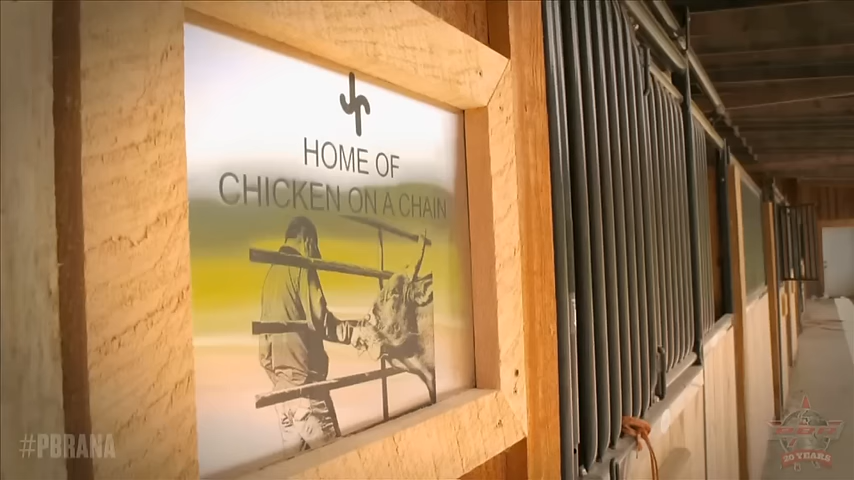 HOME OF
CHICKEN ON A CHAIN
#PBRANA
20 YEARS